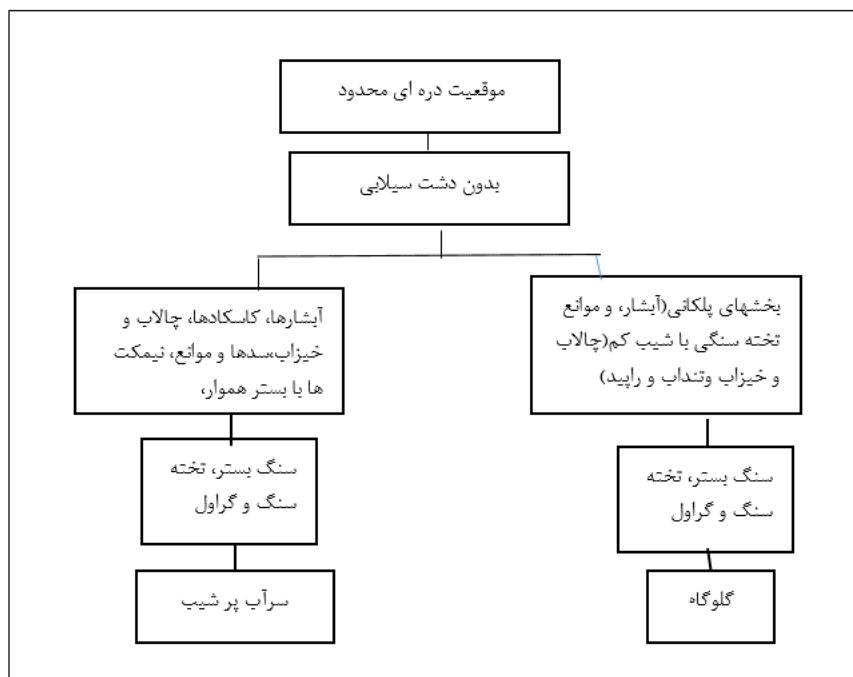 موقعیت دره ای محدود
بدون دشت سیلابی
بخشهای پلکانی(آبشار، و موانع
تخته سنگی با شیب کم(چالاب
و خیزاب وتنداب و راپید)
آبشارها، کاسکادها، چالاب و
خیزاب،سدها و موانع، نیمکت
ها با بستر هموار،
سنگ بستر، تخته
سنگ و گراول
سنگ بستر، تخته
سنگ و گراول
گلوگاه
سرآب پر شیب